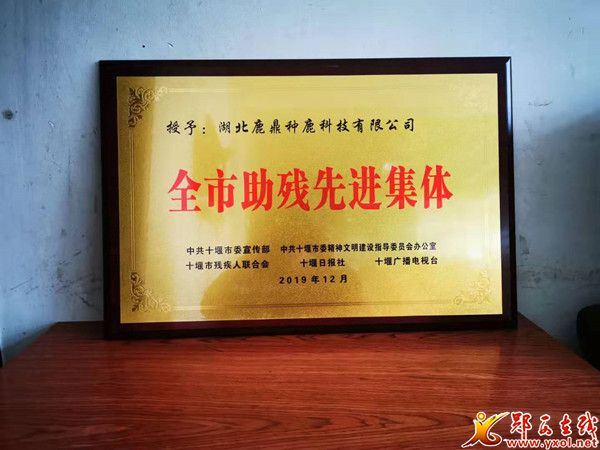 授予：湖北鹿鼎种鹿科技有限公司
全市助残先进集体
中共十堰市委宣传部 中共十堰市委精神文明建设指导委员会办公室
十堰市残疾人联合会 十堰日报社 十堰广播电视台
2019年12月
郧西在线
www.yxol.net